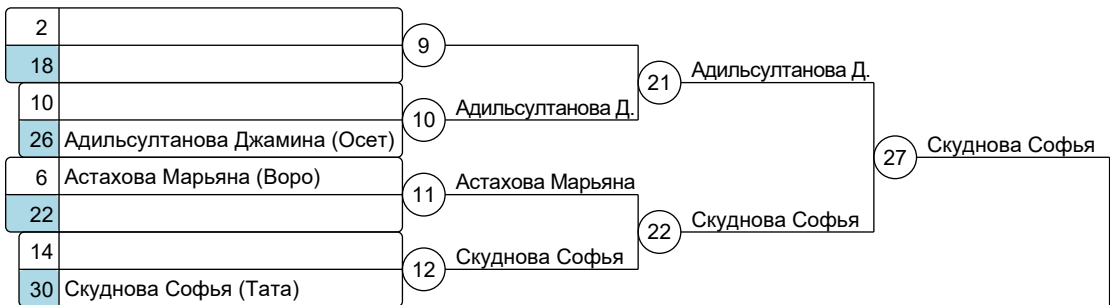 2
18
9
10
26 Адильсултанова Джамина (Осет)
10
Адильсултанова Д.
21
Адильсултанова Д.
6 Астахова Марьяна (Воро)
22
11
Астахова Марьяна
14
30 Скуднова Софья (Тата)
12
Скуднова Софья
22
Скуднова Софья
27
Скуднова Софья